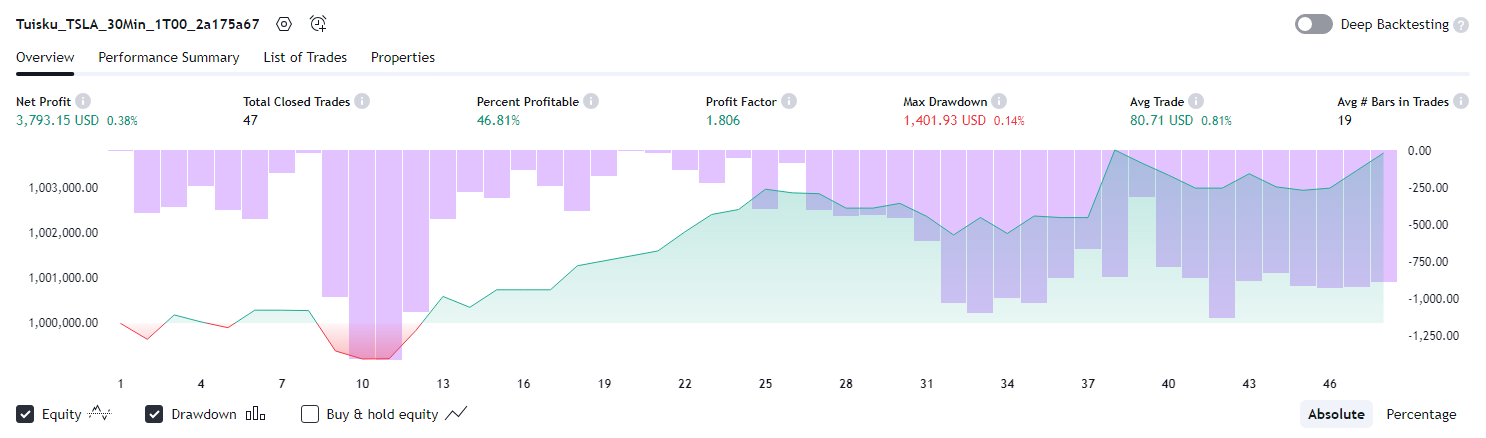 Tuisku_TSLA_30Min_1T00_2a175a67
Deep Backtesting ?
Overview Performance Summary List of Trades Properties
Net Profit i Total Closed Trades i Percent Profitable i Profit Factor i Max Drawdown i Avg Trade i Avg # Bars in Trades i
3,793.15 USD 0.38% 47 46.81% 1.806 1,401.93 USD 0.14% 80.71 USD 0.81% 19
0.00
1,003,000.00 -250.00
1,002,000.00 -500.00
-750.00
1,001,000.00
-1,000.00
1,000,000.00
-1,250.00
1 4 7 10 13 16 19 22 25 28 31 34 37 40 43 46
Equity Drawdown Buy & hold equity Absolute Percentage